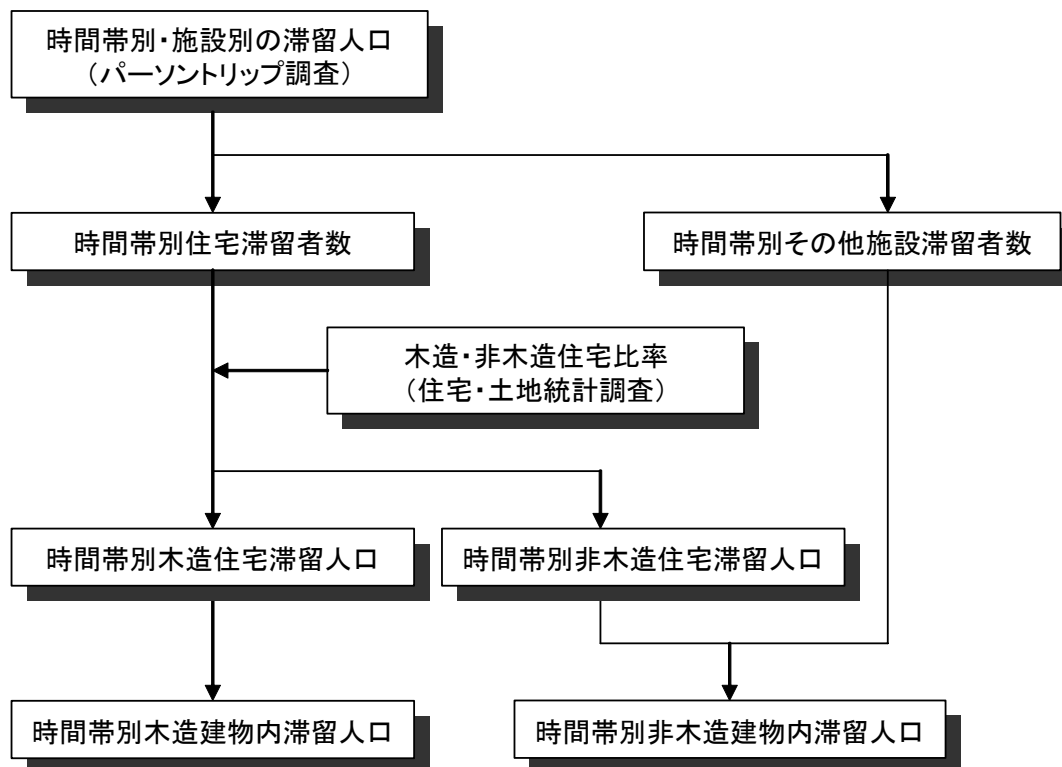 時間帯別・施設別の滞留人口
（パーソントリップ調査）
時間帯別住宅滞留者数
時間帯別その他施設滞留者数
木造・非木造住宅比率
（住宅・土地統計調査）
時間帯別木造住宅滞留人口
時間帯別非木造住宅滞留人口
時間帯別木造建物内滞留人口
時間帯別非木造建物内滞留人口